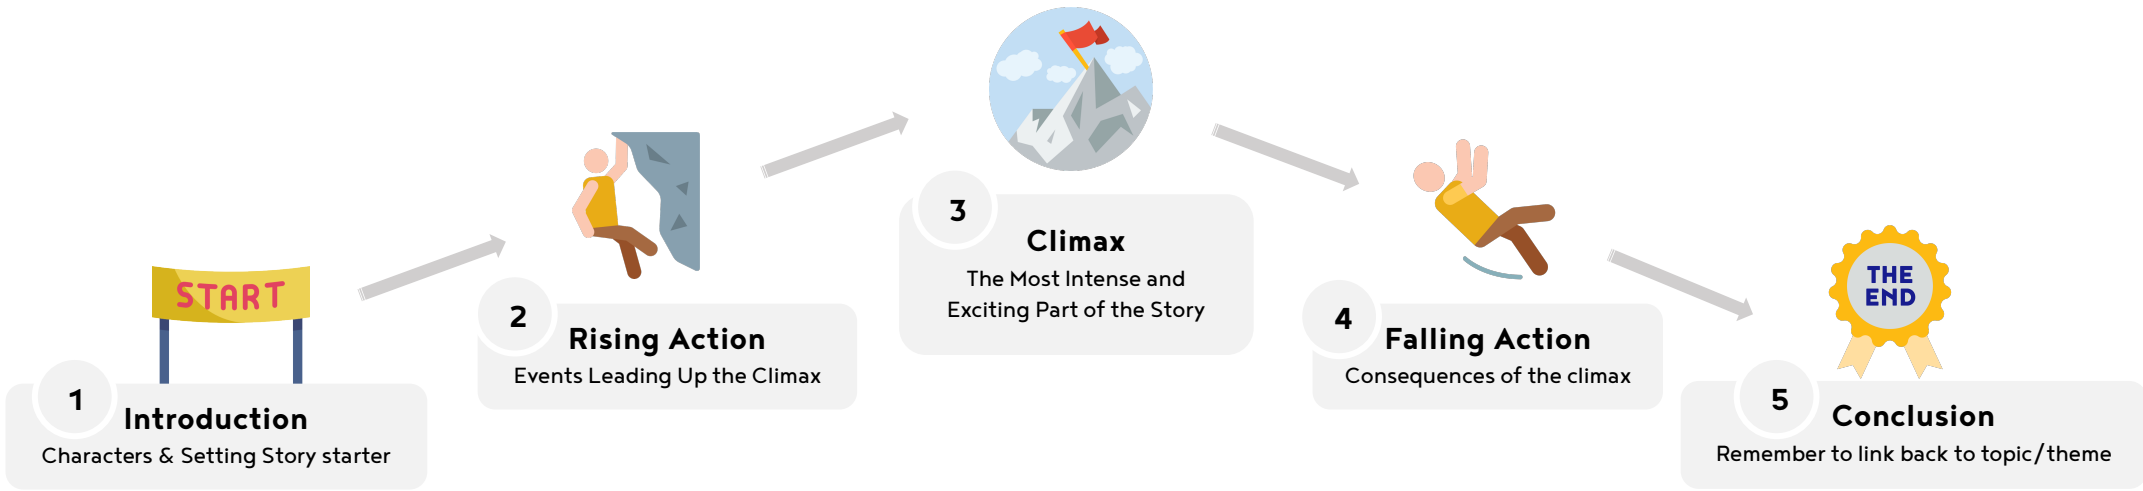 START
1
Introduction
Characters & Setting Story starter
2
Rising Action
Events Leading Up the Climax
3
Climax
The Most Intense and
Exciting Part of the Story
4
Falling Action
Consequences of the climax
THE
END
5
Conclusion
Remember to link back to topic/theme